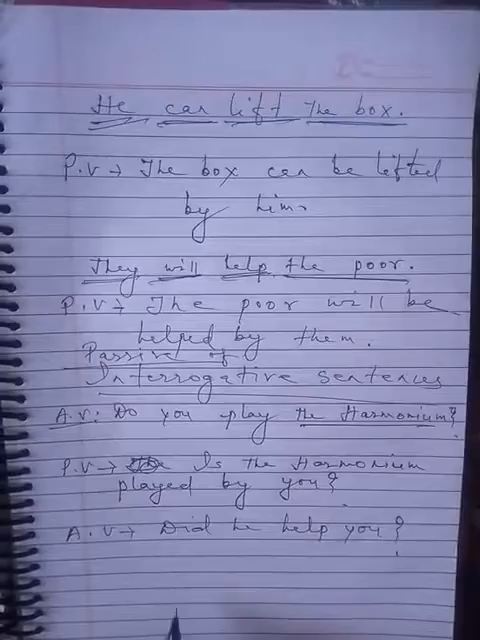 He can lift the box.
P.V → The box can be lifted
by him.
They will help the poor.
P.V → The poor will be
helped by them.
Passive of
Interrogative sentences
A.V: Do you play the Harmonium?
P.V → Is the Harmonium
played by you?
A.V → Did he help you?